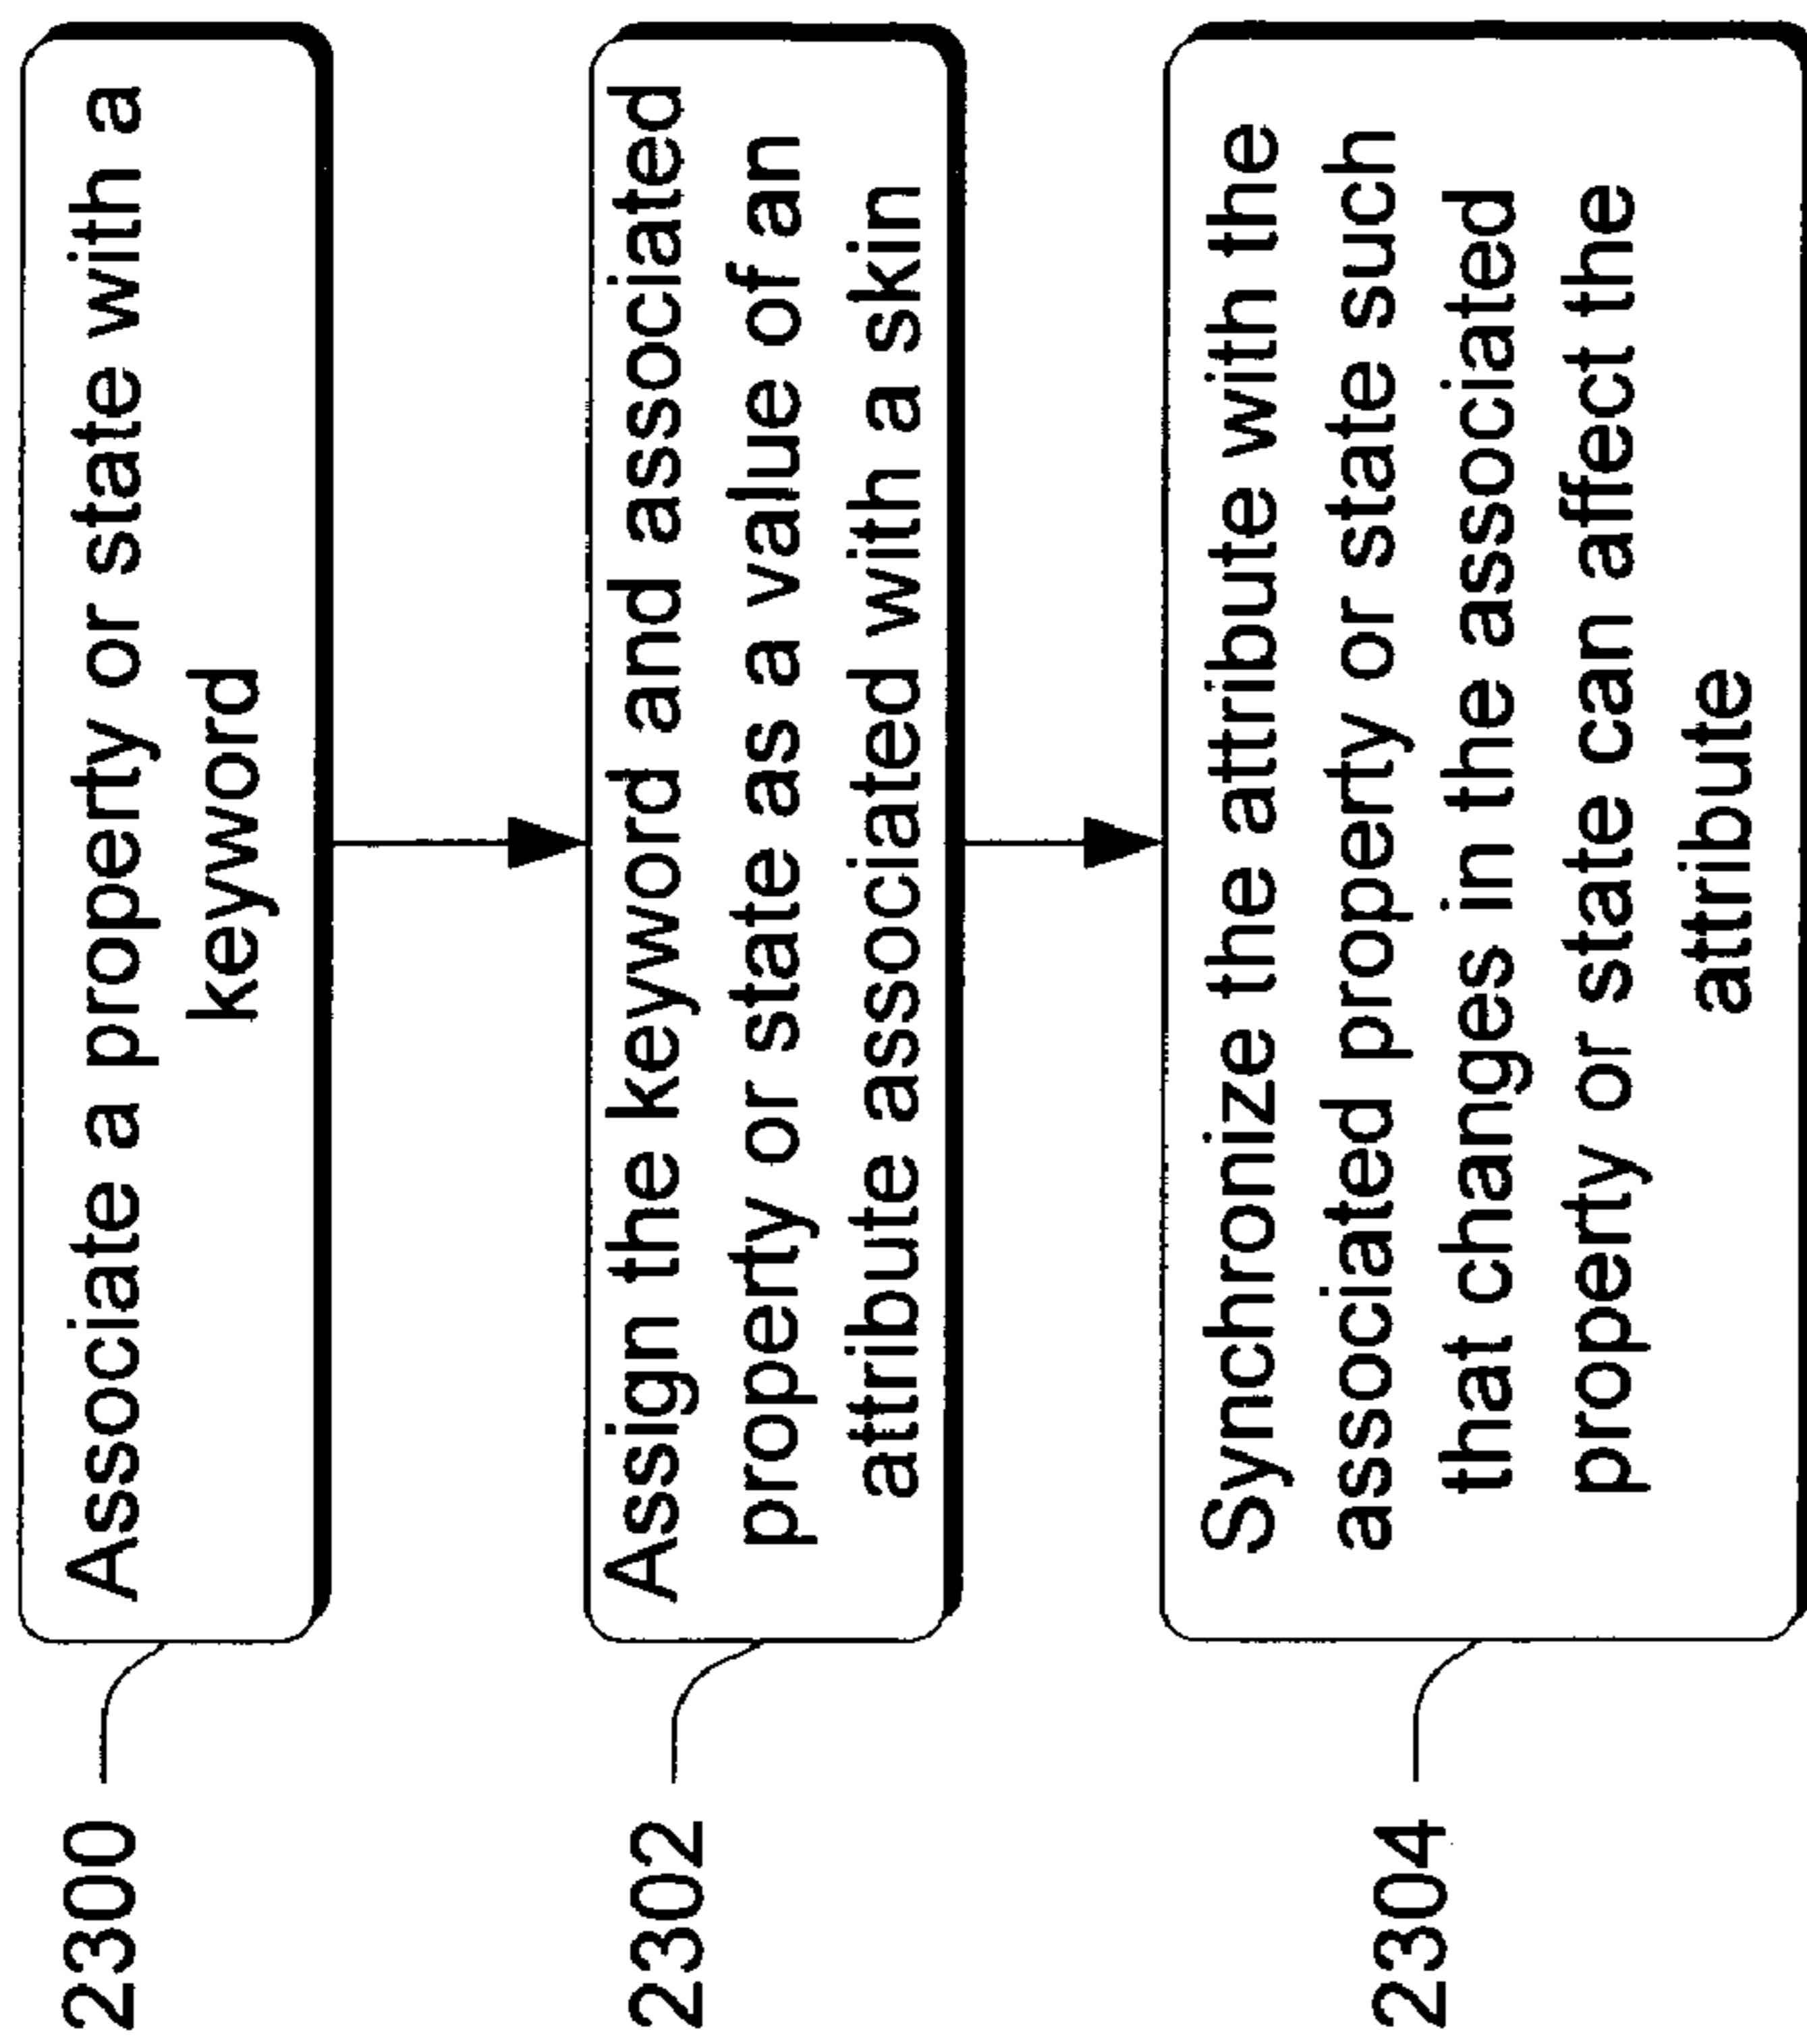 2300
Associate a property or state with a
keyword
2302
Assign the keyword and associated
property or state as a value of an
attribute associated with a skin
2304
Synchronize the attribute with the
associated property or state such
that changes in the associated
property or state can affect the
attribute